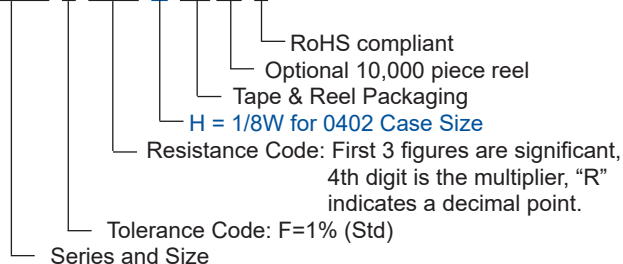 RoHS compliant
Optional 10,000 piece reel
Tape & Reel Packaging
H = 1/8W for 0402 Case Size
Resistance Code: First 3 figures are significant,
4th digit is the multiplier, “R”
indicates a decimal point.
Tolerance Code: F=1% (Std)
Series and Size